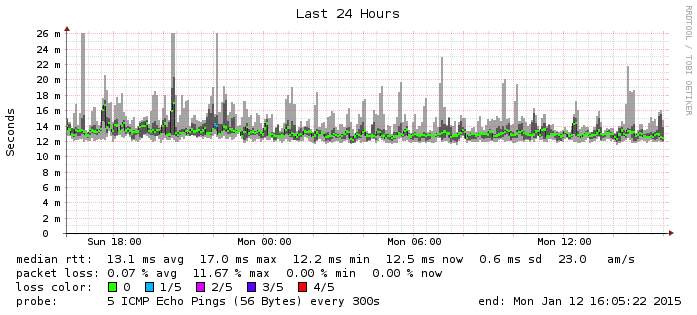 Last 24 Hours
RRDTOOL / TOBI OETIKER
Seconds
26 m
24 m
22 m
20 m
18 m
16 m
14 m
12 m
10 m
8 m
6 m
4 m
2 m
0
Sun 18:00 Mon 00:00 Mon 06:00 Mon 12:00
median rtt: 13.1 ms avg 17.0 ms max 12.2 ms min 12.5 ms now 0.6 ms sd 23.0 am/s
packet loss: 0.07 % avg 11.67 % max 0.00 % min 0.00 % now
loss color: 0 1/5 2/5 3/5 4/5
probe: 5 ICMP Echo Pings (56 Bytes) every 300s end: Mon Jan 12 16:05:22 2015